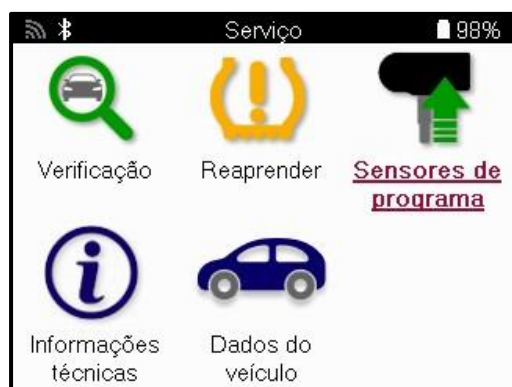 Serviço 98%
Verificação
Reaprender
Sensores de
programa
Informações
técnicas
Dados do
veículo